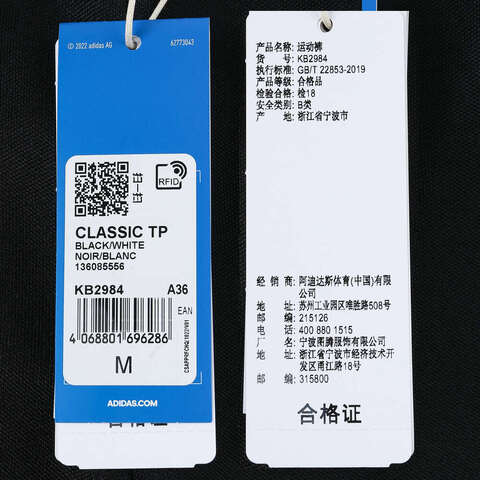 © 2022 adidas AG
62773043
RFID
CLASSIC TP
BLACK/WHITE
NOIR/BLANC
136085556
KB2984 A36
EAN
4 068801 696286
M
ADIDAS.COM
合格证
产品名称: 运动裤
货 号: KB2984
执行标准: GB/T 22853-2019
产品等级: 合格品
检验合格: 检18
安全类别: B类
产 地: 浙江省宁波市
经 销 商: 阿迪达斯体育(中国)有限
公司
地 址: 苏州工业园区唯胜路508号
邮 编: 215126
电 话: 400 880 1515
厂 名: 宁波图腾服饰有限公司
地 址: 浙江省宁波市经济技术开
发区甬江路18号
邮 编: 315800
合格证